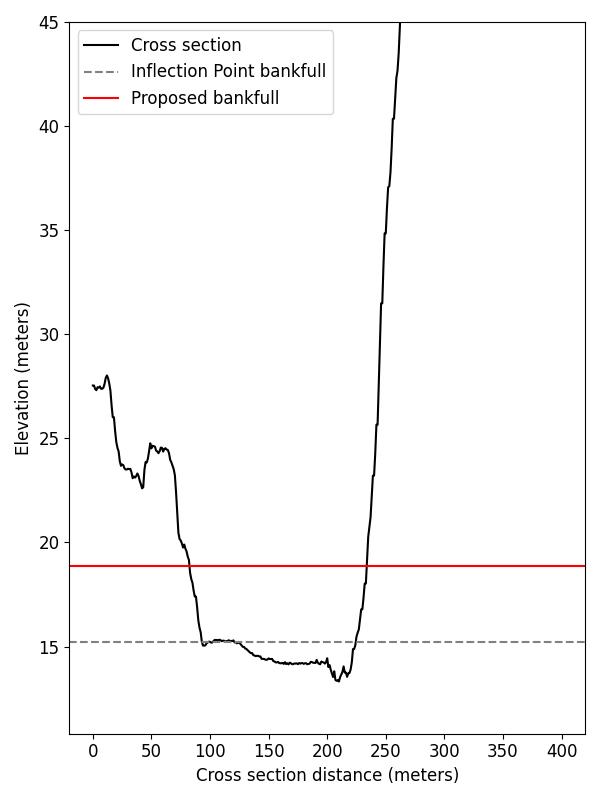 45
40
35
30
25
20
15
Elevation (meters)
Cross section
Inflection Point bankfull
Proposed bankfull
0 50 100 150 200 250 300 350 400
Cross section distance (meters)